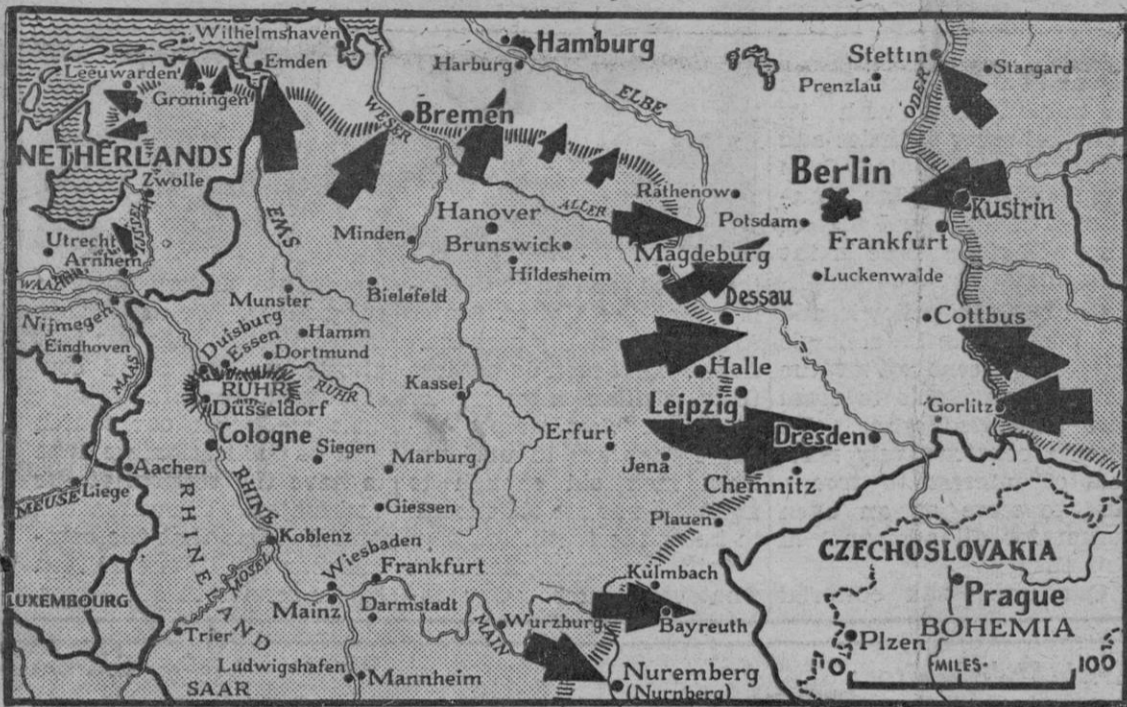 Wilhelmshaven
Hamburg
Emden
Harburg
Stettin
Stargard
Leeuwarden
Prenzlau
Groningen
ELBE
ODER
WESER
Bremen
NETHERLANDS
Berlin
Zwolle
Rathenow
Kustrin
IJSSEL
EMS
Hanover
ALLER
Potsdam
Utrecht
Minden
Brunswick
Frankfurt
Arnhem
Hildesheim
Magdeburg
Luckenwalde
WAAL
Munster
Bielefeld
Dessau
Nijmegen
Cottbus
Duisburg
Hamm
Eindhoven
Essen
Dortmund
MAAS
Halle
RUHR
RUHR
Kassel
Düsseldorf
Leipzig
Gorlitz
Cologne
Erfurt
Dresden
Siegen
Marburg
Jena
Aachen
Chemnitz
Liege
MEUSE
RHINE
Giessen
Plauen
RHINELAND
Koblenz
Wiesbaden
CZECHOSLOVAKIA
MOSEL
Frankfurt
Kulmbach
LUXEMBOURG
Mainz
Darmstadt
Prague
Wurzburg
Bayreuth
Trier
MAIN
BOHEMIA
Plzen
Ludwigshafen
Mannheim
Nuremberg
(Nurnberg)
SAAR
0 MILES 100